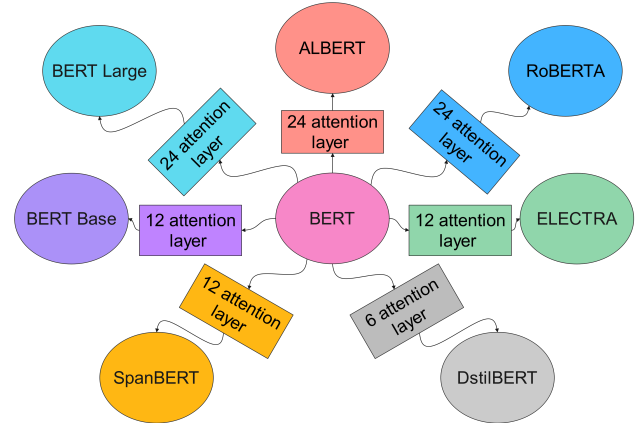 ALBERT
BERT Large
RoBERTA
24 attention
layer
24 attention
layer
24 attention
layer
BERT Base
12 attention
layer
BERT
12 attention
layer
ELECTRA
12 attention
layer
6 attention
layer
SpanBERT
DstilBERT